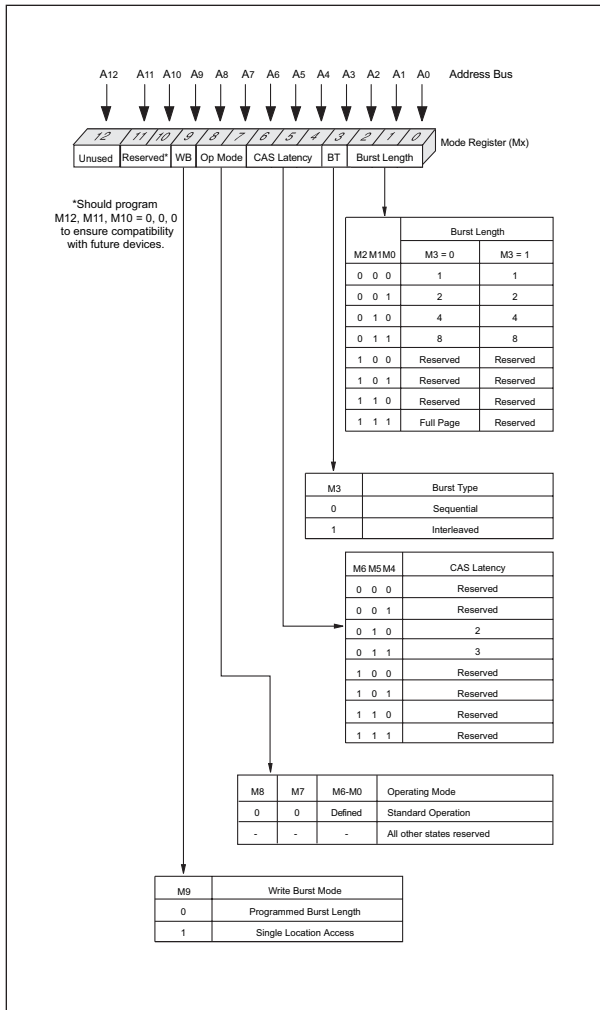 A12 A11 A10 A9 A8 A7 A6 A5 A4 A3 A2 A1 A0 Address Bus
12 11 10 9 8 7 6 5 4 3 2 1 0
Mode Register (Mx)
Unused Reserved* WB Op Mode CAS Latency BT Burst Length
*Should program
M12, M11, M10 = 0, 0, 0
to ensure compatibility
with future devices.
Burst Length
M2 M1 M0 M3 = 0 M3 = 1
0 0 0 1 1
0 0 1 2 2
0 1 0 4 4
0 1 1 8 8
1 0 0 Reserved Reserved
1 0 1 Reserved Reserved
1 1 0 Reserved Reserved
1 1 1 Full Page Reserved
M3 Burst Type
0 Sequential
1 Interleaved
M6 M5 M4 CAS Latency
0 0 0 Reserved
0 0 1 Reserved
0 1 0 2
0 1 1 3
1 0 0 Reserved
1 0 1 Reserved
1 1 0 Reserved
1 1 1 Reserved
M8 M7 M6-M0 Operating Mode
0 0 Defined Standard Operation
- - - All other states reserved
M9 Write Burst Mode
0 Programmed Burst Length
1 Single Location Access